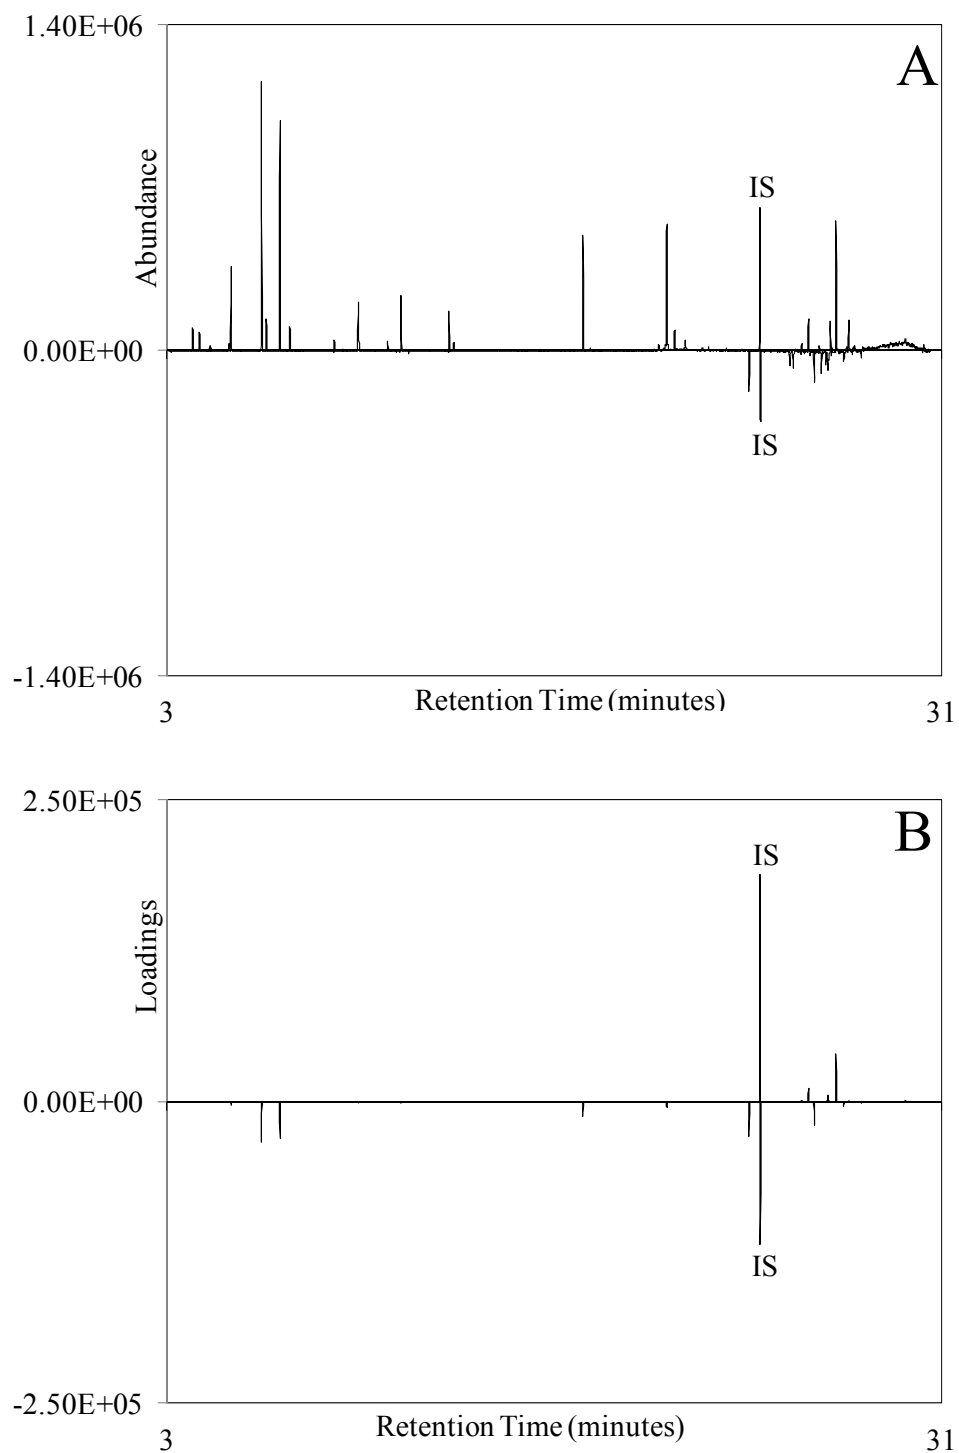 1.40E+06
A
Abundance
IS
0.00E+00
IS
-1.40E+06
Retention Time (minutes)
3
31
2.50E+05
B
IS
Loadings
0.00E+00
IS
-2.50E+05
Retention Time (minutes)
3
31